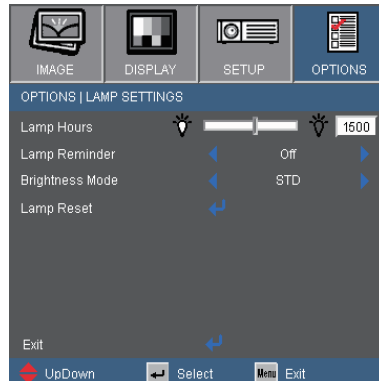 IMAGE DISPLAY SETUP OPTIONS
OPTIONS | LAMP SETTINGS
Lamp Hours 1500
Lamp Reminder Off
Brightness Mode STD
Lamp Reset
Exit
UpDown Select Menu Exit